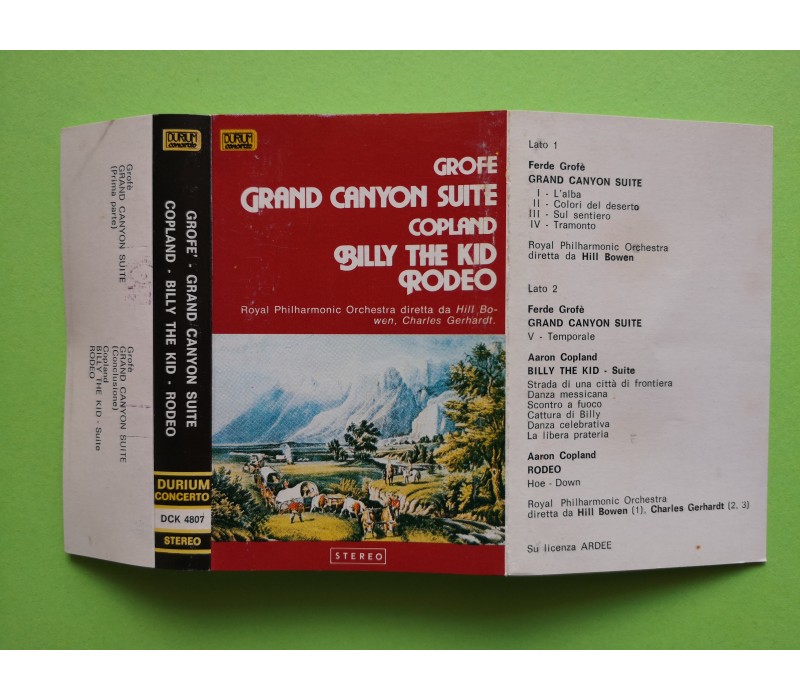 Grofè
GRAND CANYON SUITE
(Prima parte)
Grofè
GRAND CANYON SUITE
(Conclusione)
Copland
BILLY THE KID - Suite
RODEO
DURIUM
concerto
GROFE' - GRAND CANYON SUITE
COPLAND - BILLY THE KID - RODEO
DURIUM
CONCERTO
DCK 4807
STEREO
DURIUM
concerto
GROFE
GRAND CANYON SUITE
COPLAND
BILLY THE KID
RODEO
Royal Philharmonic Orchestra diretta da Hill Bo-
wen, Charles Gerhardt.
STEREO
Lato 1
Ferde Grofè
GRAND CANYON SUITE
I - L'alba
II - Colori del deserto
III - Sul sentiero
IV - Tramonto
Royal Philharmonic Orchestra
diretta da Hill Bowen
Lato 2
Ferde Grofè
GRAND CANYON SUITE
V - Temporale
Aaron Copland
BILLY THE KID - Suite
Strada di una città di frontiera
Danza messicana
Scontro a fuoco
Cattura di Billy
Danza celebrativa
La libera prateria
Aaron Copland
RODEO
Hoe - Down
Royal Philharmonic Orchestra
diretta da Hill Bowen (1), Charles Gerhardt (2, 3)
Su licenza ARDEE